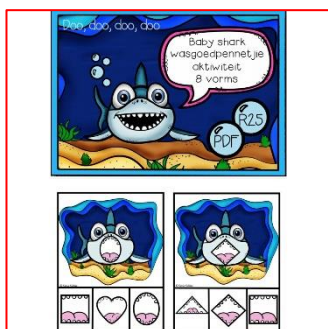 Doo, doo, doo, doo
Baby shark
wasgoedpennetjie
aktiwiteit
8 vorms
R25
PDF